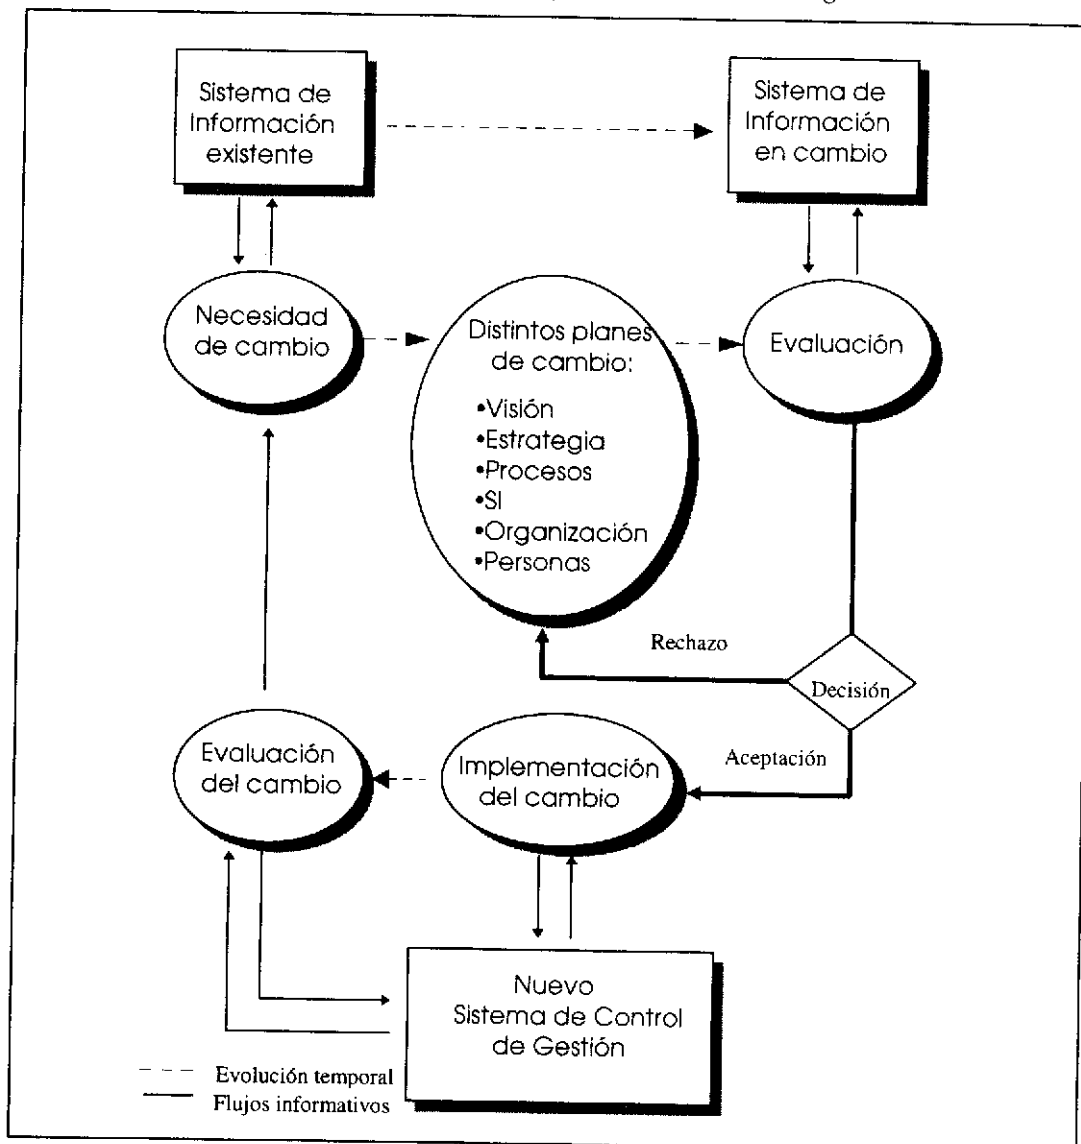 Sistema de
Información
existente
Sistema de
Información
en cambio
Necesidad
de cambio
Distintos planes
de cambio:
•Visión
•Estrategia
•Procesos
•SI
•Organización
•Personas
Evaluación
Rechazo
Decisión
Aceptación
Evaluación
del cambio
Implementación
del cambio
Nuevo
Sistema de Control
de Gestión
Evolución temporal
Flujos informativos